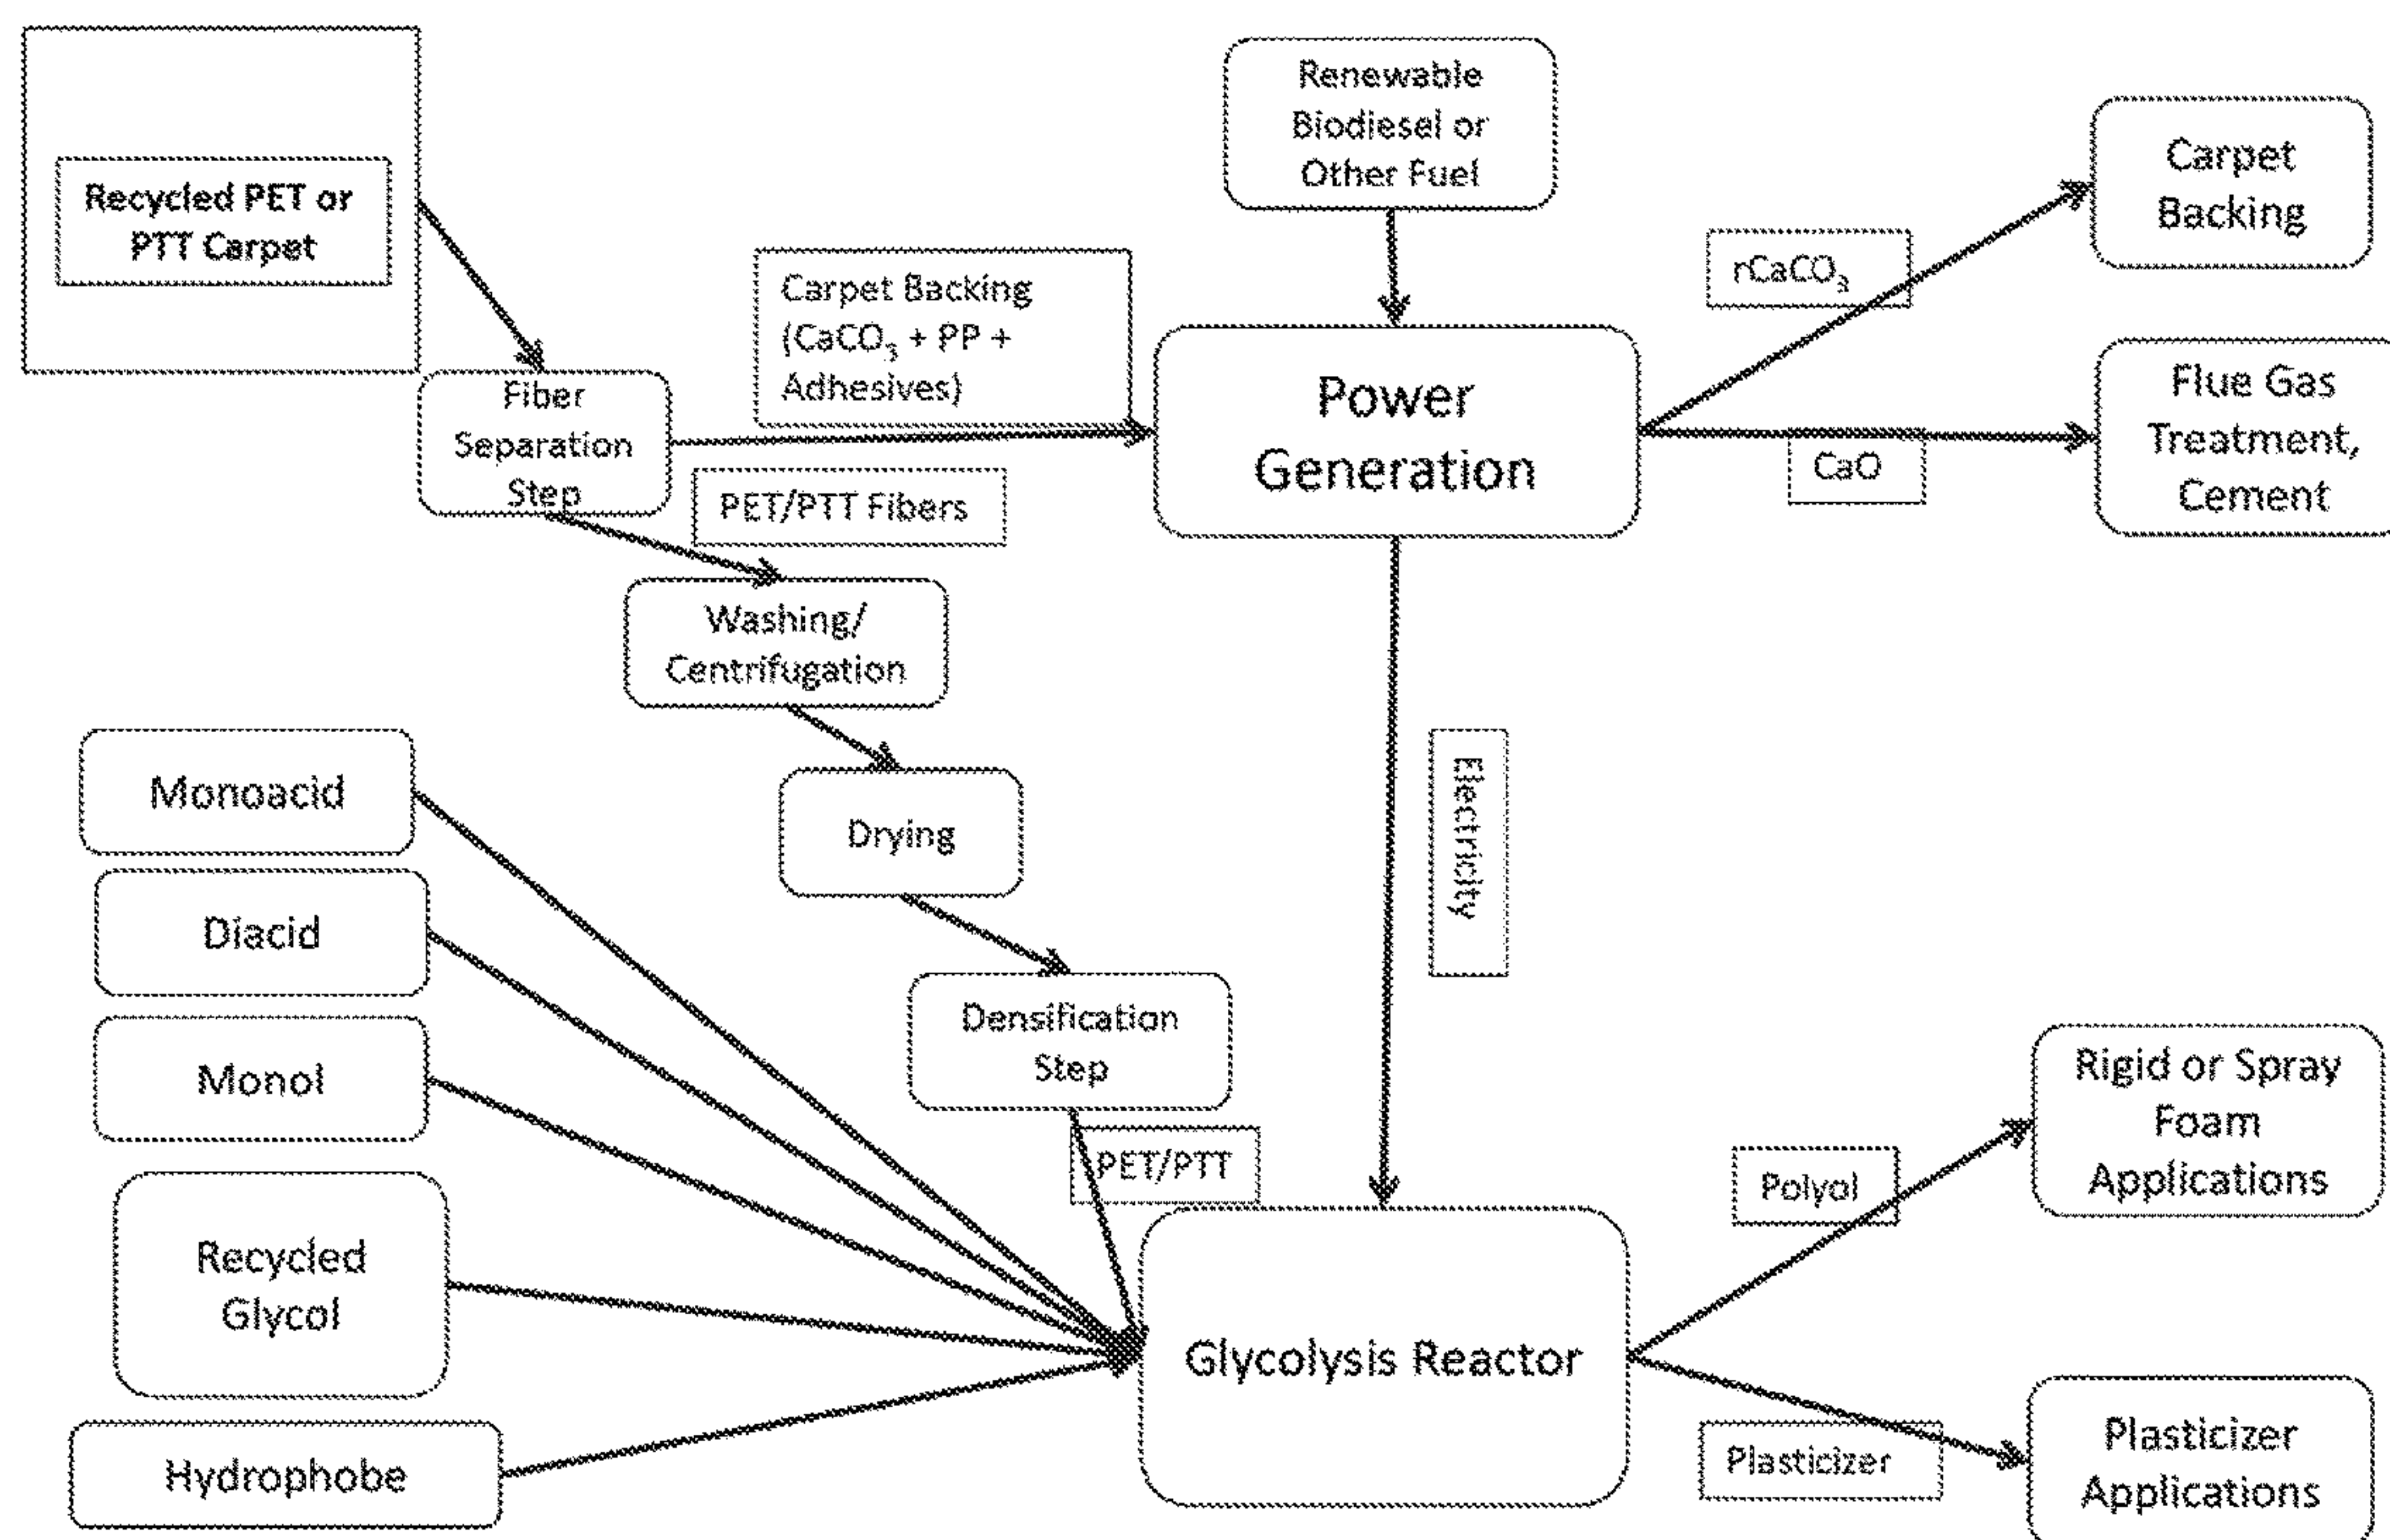 Recycled PET or
PTT Carpet
Renewable
Biodiesel or
Other Fuel
Carpet
Backing
nCaCO₃
Carpet Backing
(CaCO₃ + PP +
Adhesives)
Fiber
Separation
Step
Power
Generation
Flue Gas
Treatment,
Cement
CaO
PET/PTT Fibers
Washing/
Centrifugation
Electricity
Monoacid
Drying
Diacid
Densification
Step
Monol
PET/PTT
Rigid or Spray
Foam
Applications
Polyol
Recycled
Glycol
Glycolysis Reactor
Hydrophobe
Plasticizer
Plasticizer
Applications